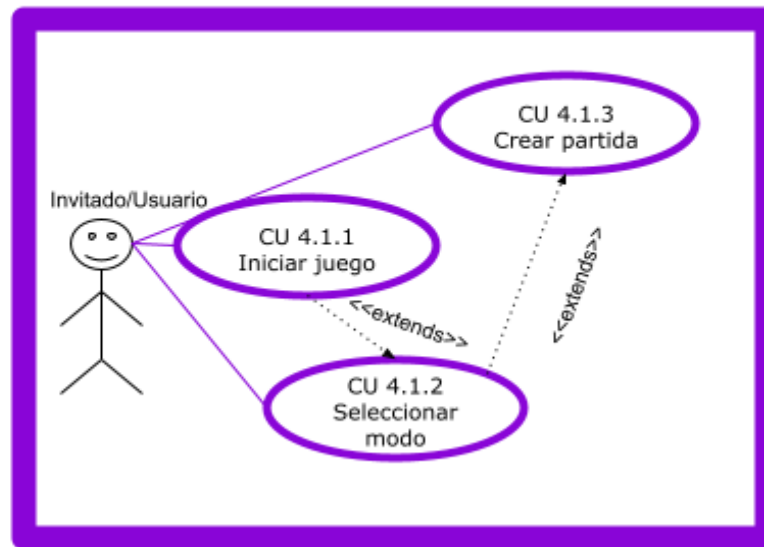 CU 4.1.3
Crear partida
Invitado/Usuario
CU 4.1.1
Iniciar juego
<<extends>>
<<extends>>
CU 4.1.2
Seleccionar
modo